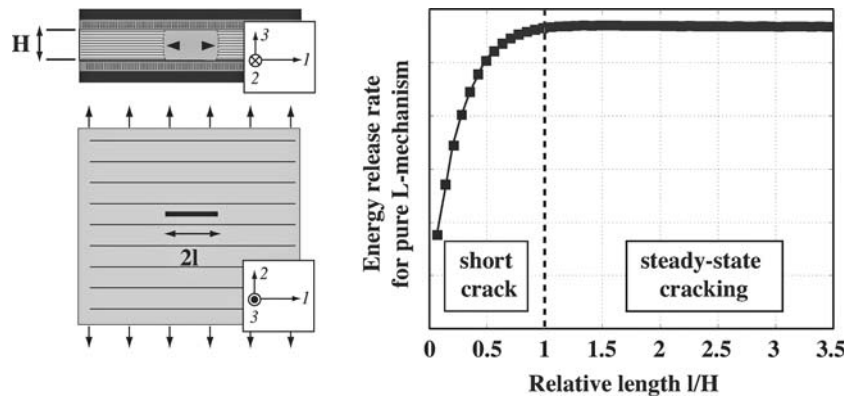 H
3
1
2
2l
2
1
3
Energy release rate
for pure L-mechanism
short
crack
steady-state
cracking
0 0.5 1 1.5 2 2.5 3 3.5
Relative length l/H